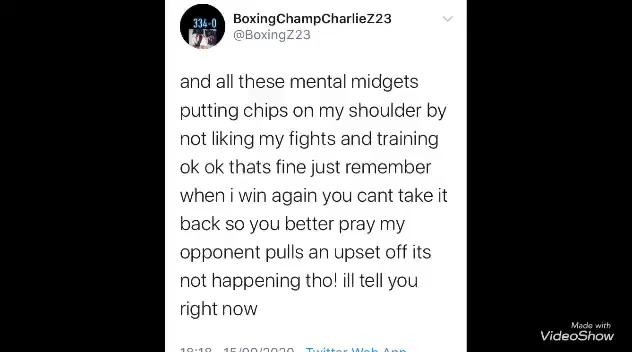 334-0
BoxingChampCharlieZ23
@BoxingZ23
and all these mental midgets
putting chips on my shoulder by
not liking my fights and training
ok ok thats fine just remember
when i win again you cant take it
back so you better pray my
opponent pulls an upset off its
not happening tho! ill tell you
right now
18:18 15/09/2020 Twitter Web App
Made with
VideoShow